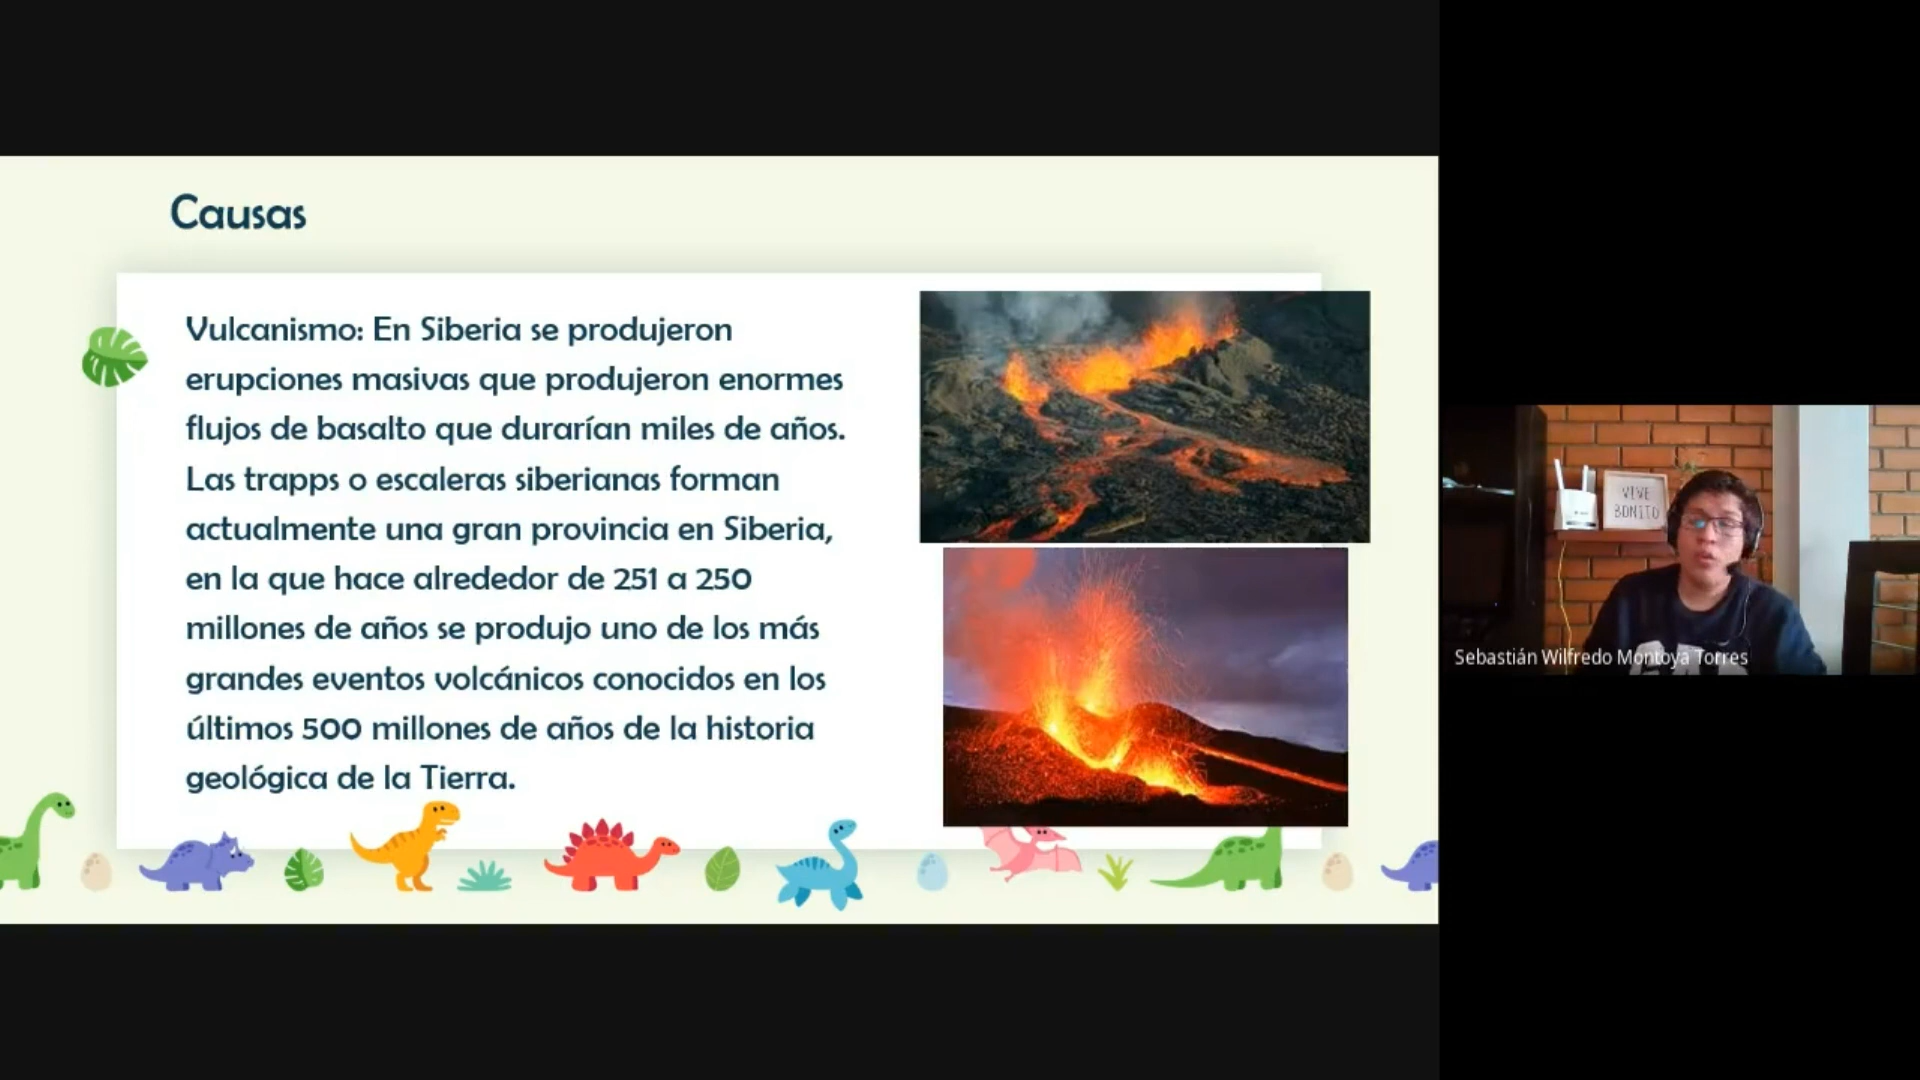 Causas
Vulcanismo: En Siberia se produjeron
erupciones masivas que produjeron enormes
flujos de basalto que durarían miles de años.
Las trapps o escaleras siberianas forman
actualmente una gran provincia en Siberia,
en la que hace alrededor de 251 a 250
millones de años se produjo uno de los más
grandes eventos volcánicos conocidos en los
últimos 500 millones de años de la historia
geológica de la Tierra.
VIVE
BONITO
Sebastián Wilfredo Montoya Torres